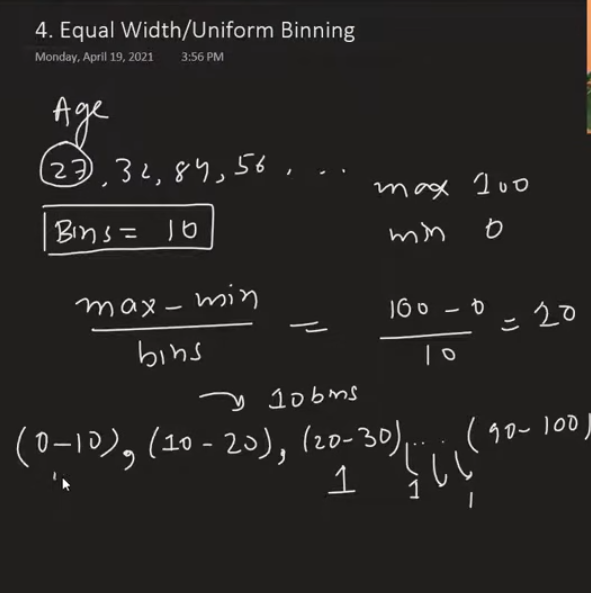 4. Equal Width/Uniform Binning
Monday, April 19, 2021 3:56 PM
Age
27, 32, 84, 56, ...
max 100
min 0
Bins = 10
max - min / bins = 100 - 0 / 10 = 20
→ 10 bins
(0-10), (10-20), (20-30), ... (90-100)
1 1 1